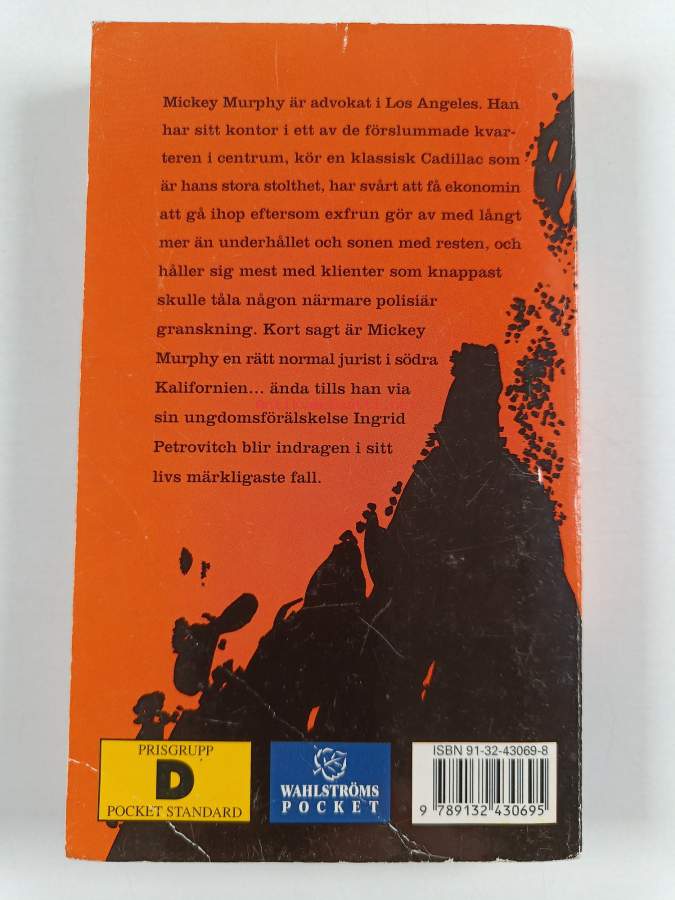 Mickey Murphy är advokat i Los Angeles. Han
har sitt kontor i ett av de förslummade kvar-
teren i centrum, kör en klassisk Cadillac som
är hans stora stolthet, har svårt att få ekonomin
att gå ihop eftersom exfrun gör av med långt
mer än underhållet och sonen med resten, och
håller sig mest med klienter som knappast
skulle tåla någon närmare polisiär
granskning. Kort sagt är Mickey
Murphy en rätt normal jurist i södra
Kalifornien... ända tills han via
sin ungdomsförälskelse Ingrid
Petrovitch blir indragen i sitt
livs märkligaste fall.
PRISGRUPP
D
POCKET STANDARD
WAHLSTRÖMS
POCKET
ISBN 91-32-43069-8
9 789132 430695